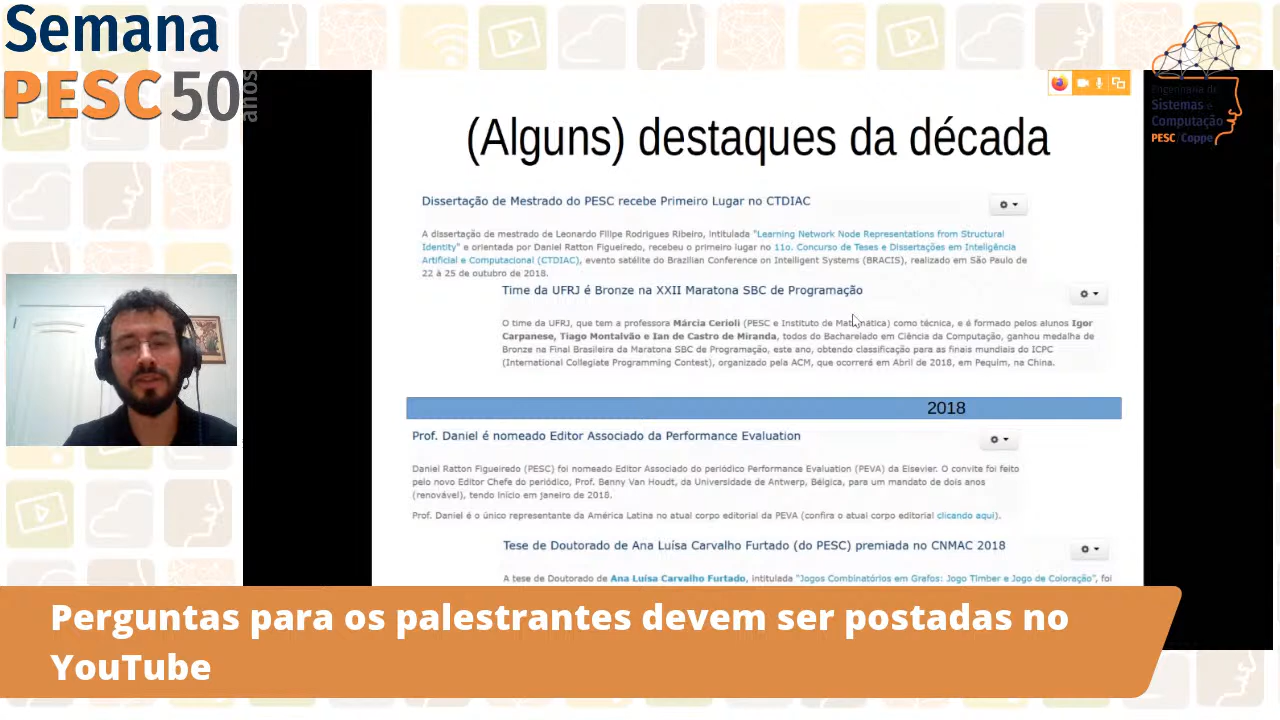 Semana
PESC 50
anos
Engenharia de
Sistemas e
Computação
PESC/Coppe
(Alguns) destaques da década
Dissertação de Mestrado do PESC recebe Primeiro Lugar no CTDIAC
A dissertação de mestrado de Leonardo Filipe Rodrigues Ribeiro, intitulada "Learning Network Node Representations from Structural
Identity" e orientada por Daniel Ratton Figueiredo, recebeu o primeiro lugar no 11o. Concurso de Teses e Dissertações em Inteligência
Artificial e Computacional (CTDIAC), evento satélite do Brazilian Conference on Intelligent Systems (BRACIS), realizado em São Paulo de
22 à 25 de outubro de 2018.
Time da UFRJ é Bronze na XXII Maratona SBC de Programação
O time da UFRJ, que tem a professora Márcia Cerioli (PESC e Instituto de Matemática) como técnica, e é formado pelos alunos Igor
Carpanese, Tiago Montalvão e Ian de Castro de Miranda, todos do Bacharelado em Ciência da Computação, ganhou medalha de
Bronze na Final Brasileira da Maratona SBC de Programação, este ano, obtendo classificação para as finais mundiais do ICPC
(International Collegiate Programming Contest), organizado pela ACM, que ocorrerá em Abril de 2018, em Pequim, na China.
2018
Prof. Daniel é nomeado Editor Associado da Performance Evaluation
Daniel Ratton Figueiredo (PESC) foi nomeado Editor Associado do periódico Performance Evaluation (PEVA) da Elsevier. O convite foi feito
pelo novo Editor Chefe do periódico, Prof. Benny Van Houdt, da Universidade de Antwerp, Bélgica, para um mandato de dois anos
(renovável), tendo início em janeiro de 2018.
Prof. Daniel é o único representante da América Latina no atual corpo editorial da PEVA (confira o atual corpo editorial clicando aqui).
Tese de Doutorado de Ana Luísa Carvalho Furtado (do PESC) premiada no CNMAC 2018
A tese de Doutorado de Ana Luísa Carvalho Furtado, intitulada "Jogos Combinatórios em Grafos: Jogo Timber e Jogo de Coloração", foi
Perguntas para os palestrantes devem ser postadas no
YouTube